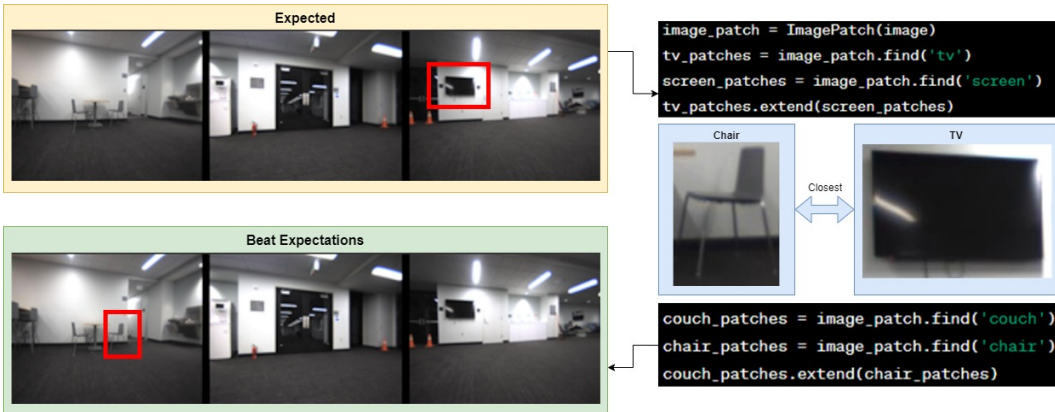 Expected
image_patch = ImagePatch(image)
tv_patches = image_patch.find('tv')
screen_patches = image_patch.find('screen')
tv_patches.extend(screen_patches)
Chair
TV
Closest
Beat Expectations
couch_patches = image_patch.find('couch')
chair_patches = image_patch.find('chair')
couch_patches.extend(chair_patches)